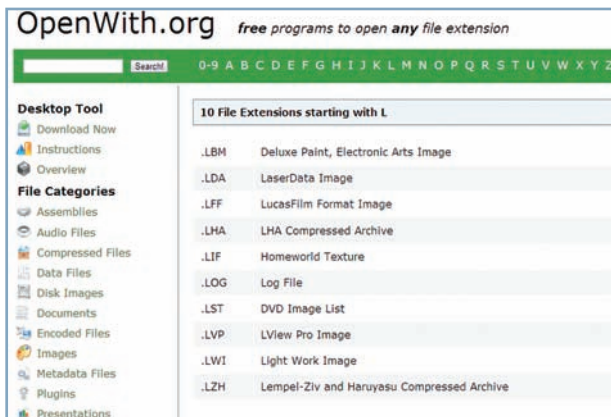 OpenWith.org free programs to open any file extension
Search! 0-9 A B C D E F G H I J K L M N O P Q R S T U V W X Y Z
Desktop Tool
Download Now
Instructions
Overview
File Categories
Assemblies
Audio Files
Compressed Files
Data Files
Disk Images
Documents
Encoded Files
Images
Metadata Files
Plugins
Presentations
10 File Extensions starting with L
.LBM Deluxe Paint, Electronic Arts Image
.LDA LaserData Image
.LFF LucasFilm Format Image
.LHA LHA Compressed Archive
.LIF Homeworld Texture
.LOG Log File
.LST DVD Image List
.LVP LView Pro Image
.LWI Light Work Image
.LZH Lempel-Ziv and Haruyasu Compressed Archive